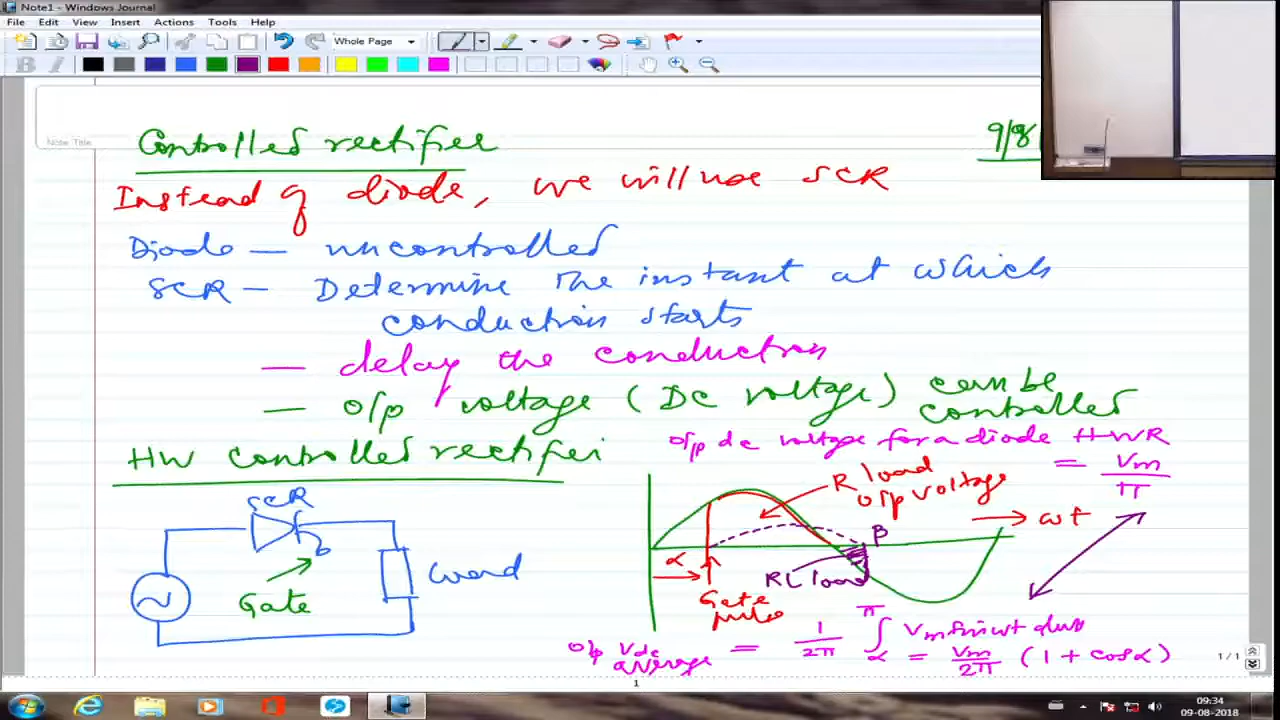 Note1 - Windows Journal
File Edit View Insert Actions Tools Help
Whole Page
Note Title
9/8
Controlled rectifier
Instead of diode, we will use SCR
Diode — uncontrolled
SCR — Determine the instant at which
conduction starts
— delay the conduction
— o/p voltage (DC voltage) can be
controlled
HW controlled rectifier
o/p dc voltage for a diode HWR
= Vm/π
SCR
Gate
Load
R load
o/p voltage
ωt
α
β
RL load
Gate
pulse
o/p Vdc average = 1/2π ∫ α π Vm sin ωt dωt
= Vm/2π (1 + cosα)
1 / 1
1
09:34
09-08-2018